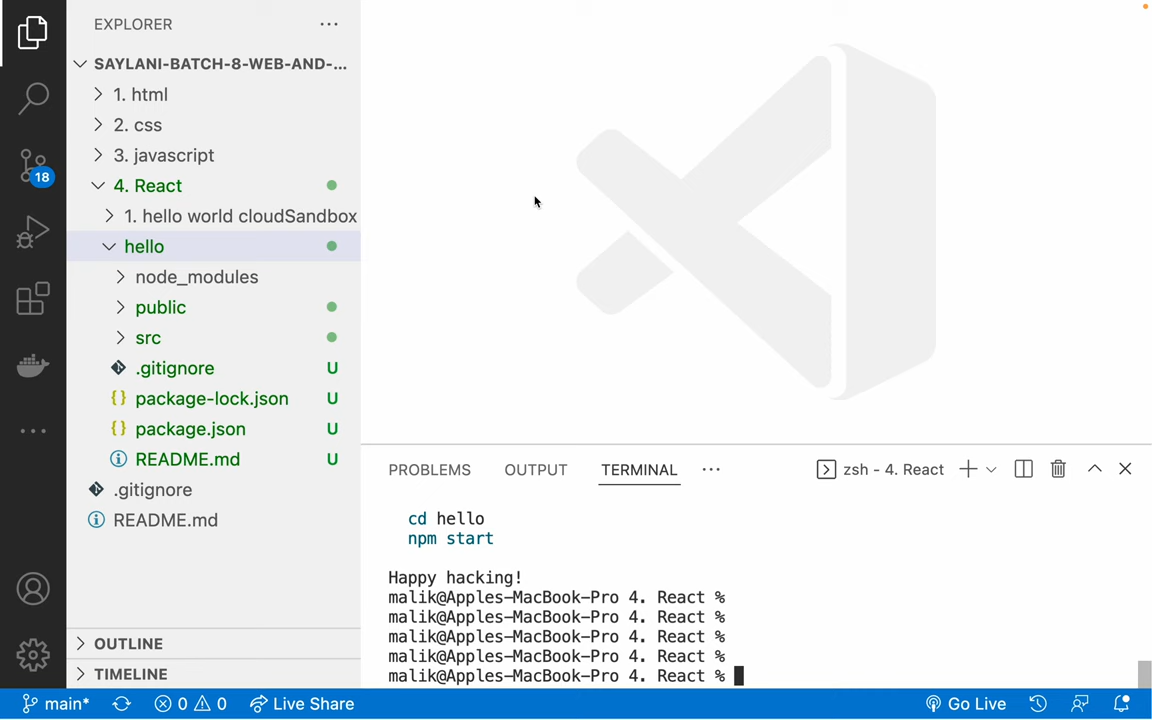 EXPLORER
SAYLANI-BATCH-8-WEB-AND-...
1. html
2. css
3. javascript
4. React
1. hello world cloudSandbox
hello
node_modules
public
src
.gitignore U
package-lock.json U
package.json U
README.md U
.gitignore
README.md
OUTLINE
TIMELINE
18
PROBLEMS OUTPUT TERMINAL zsh - 4. React
cd hello
npm start
Happy hacking!
malik@Apples-MacBook-Pro 4. React %
malik@Apples-MacBook-Pro 4. React %
malik@Apples-MacBook-Pro 4. React %
malik@Apples-MacBook-Pro 4. React %
malik@Apples-MacBook-Pro 4. React %
main* 0 0 Live Share Go Live